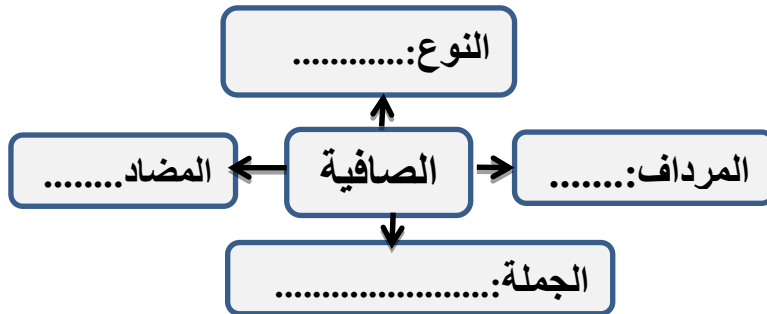 النوع:.............
المرداف:.......
الصافية
المضاد........
الجملة:.......................